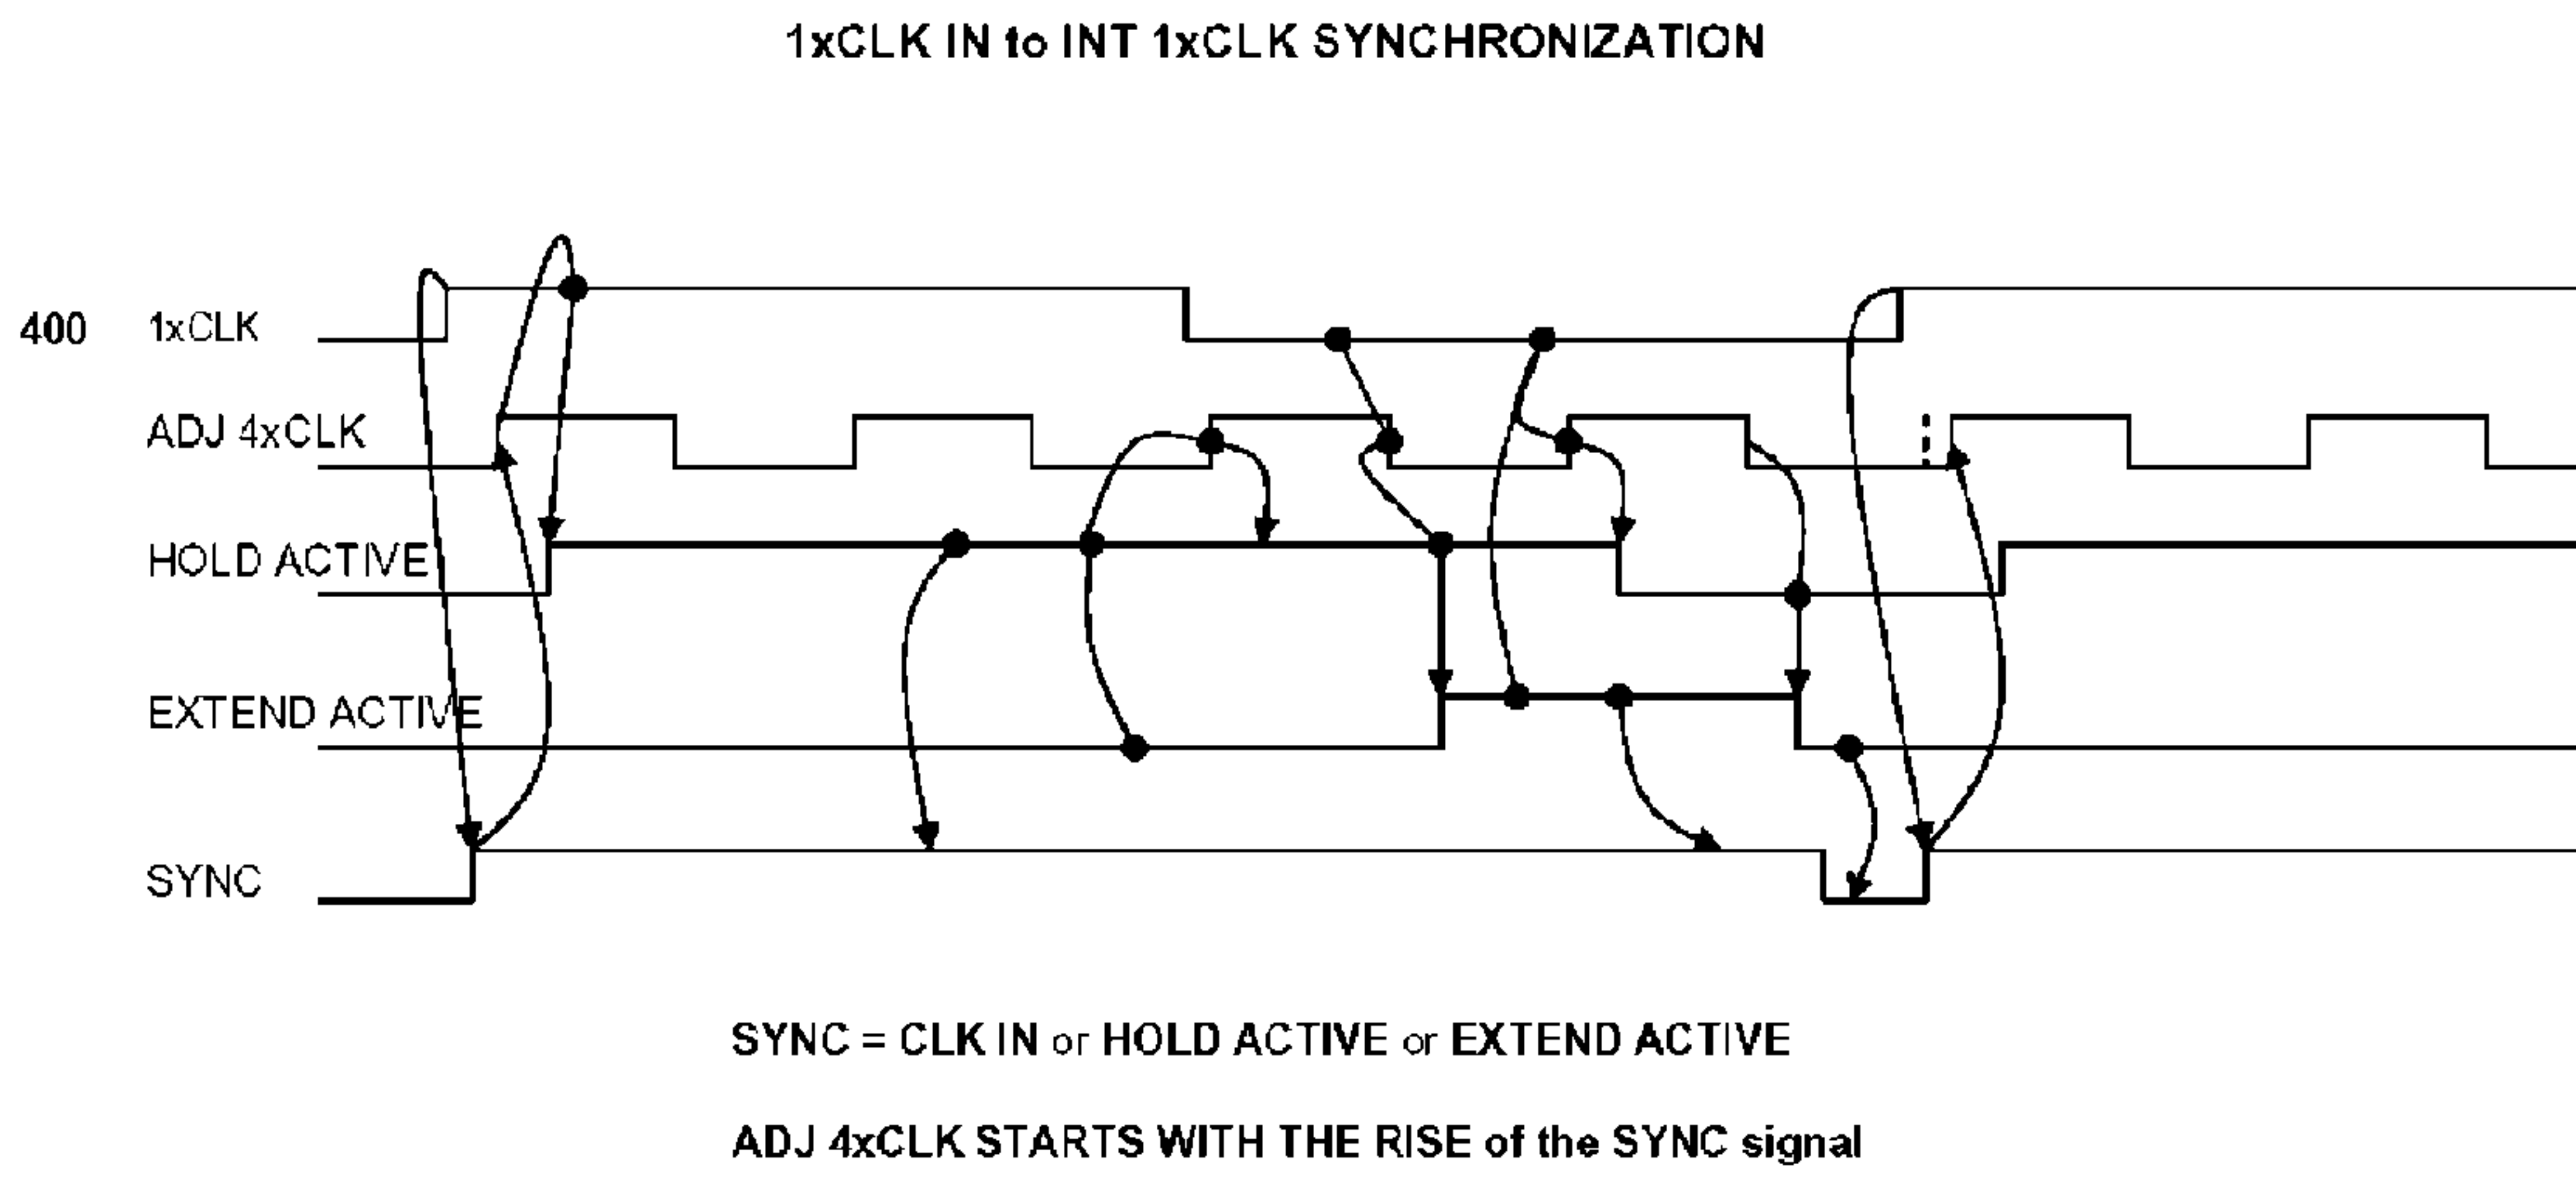 1xCLK IN to INT 1xCLK SYNCHRONIZATION
400 1xCLK
ADJ 4xCLK
HOLD ACTIVE
EXTEND ACTIVE
SYNC
SYNC = CLK IN or HOLD ACTIVE or EXTEND ACTIVE
ADJ 4xCLK STARTS WITH THE RISE of the SYNC signal